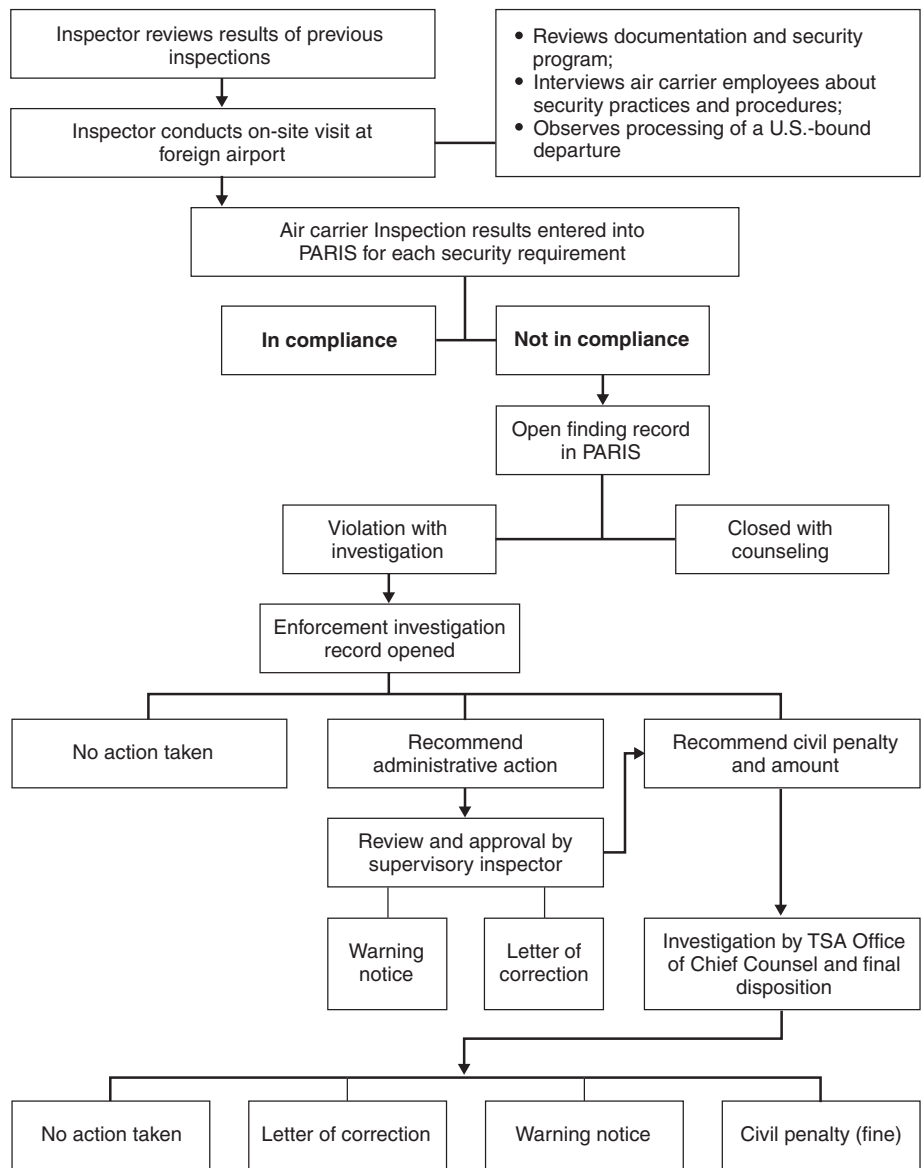 Inspector reviews results of previous
inspections
• Reviews documentation and security
program;
• Interviews air carrier employees about
security practices and procedures;
• Observes processing of a U.S.-bound
departure
Inspector conducts on-site visit at
foreign airport
Air carrier Inspection results entered into
PARIS for each security requirement
In compliance
Not in compliance
Open finding record
in PARIS
Violation with
investigation
Closed with
counseling
Enforcement investigation
record opened
No action taken
Recommend
administrative action
Recommend civil penalty
and amount
Review and approval by
supervisory inspector
Warning
notice
Letter of
correction
Investigation by TSA Office
of Chief Counsel and final
disposition
No action taken
Letter of correction
Warning notice
Civil penalty (fine)